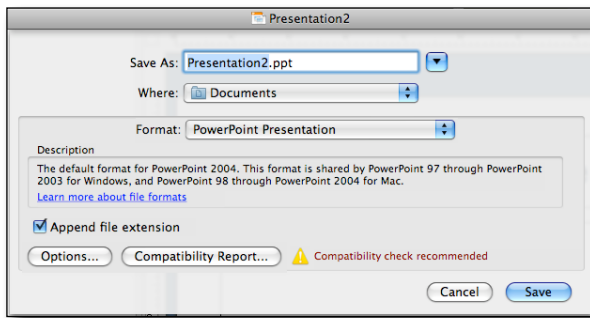 Presentation2
Save As: Presentation2.ppt
Where: Documents
Format: PowerPoint Presentation
Description
The default format for PowerPoint 2004. This format is shared by PowerPoint 97 through PowerPoint
2003 for Windows, and PowerPoint 98 through PowerPoint 2004 for Mac.
Learn more about file formats
Append file extension
Options... Compatibility Report... Compatibility check recommended
Cancel Save